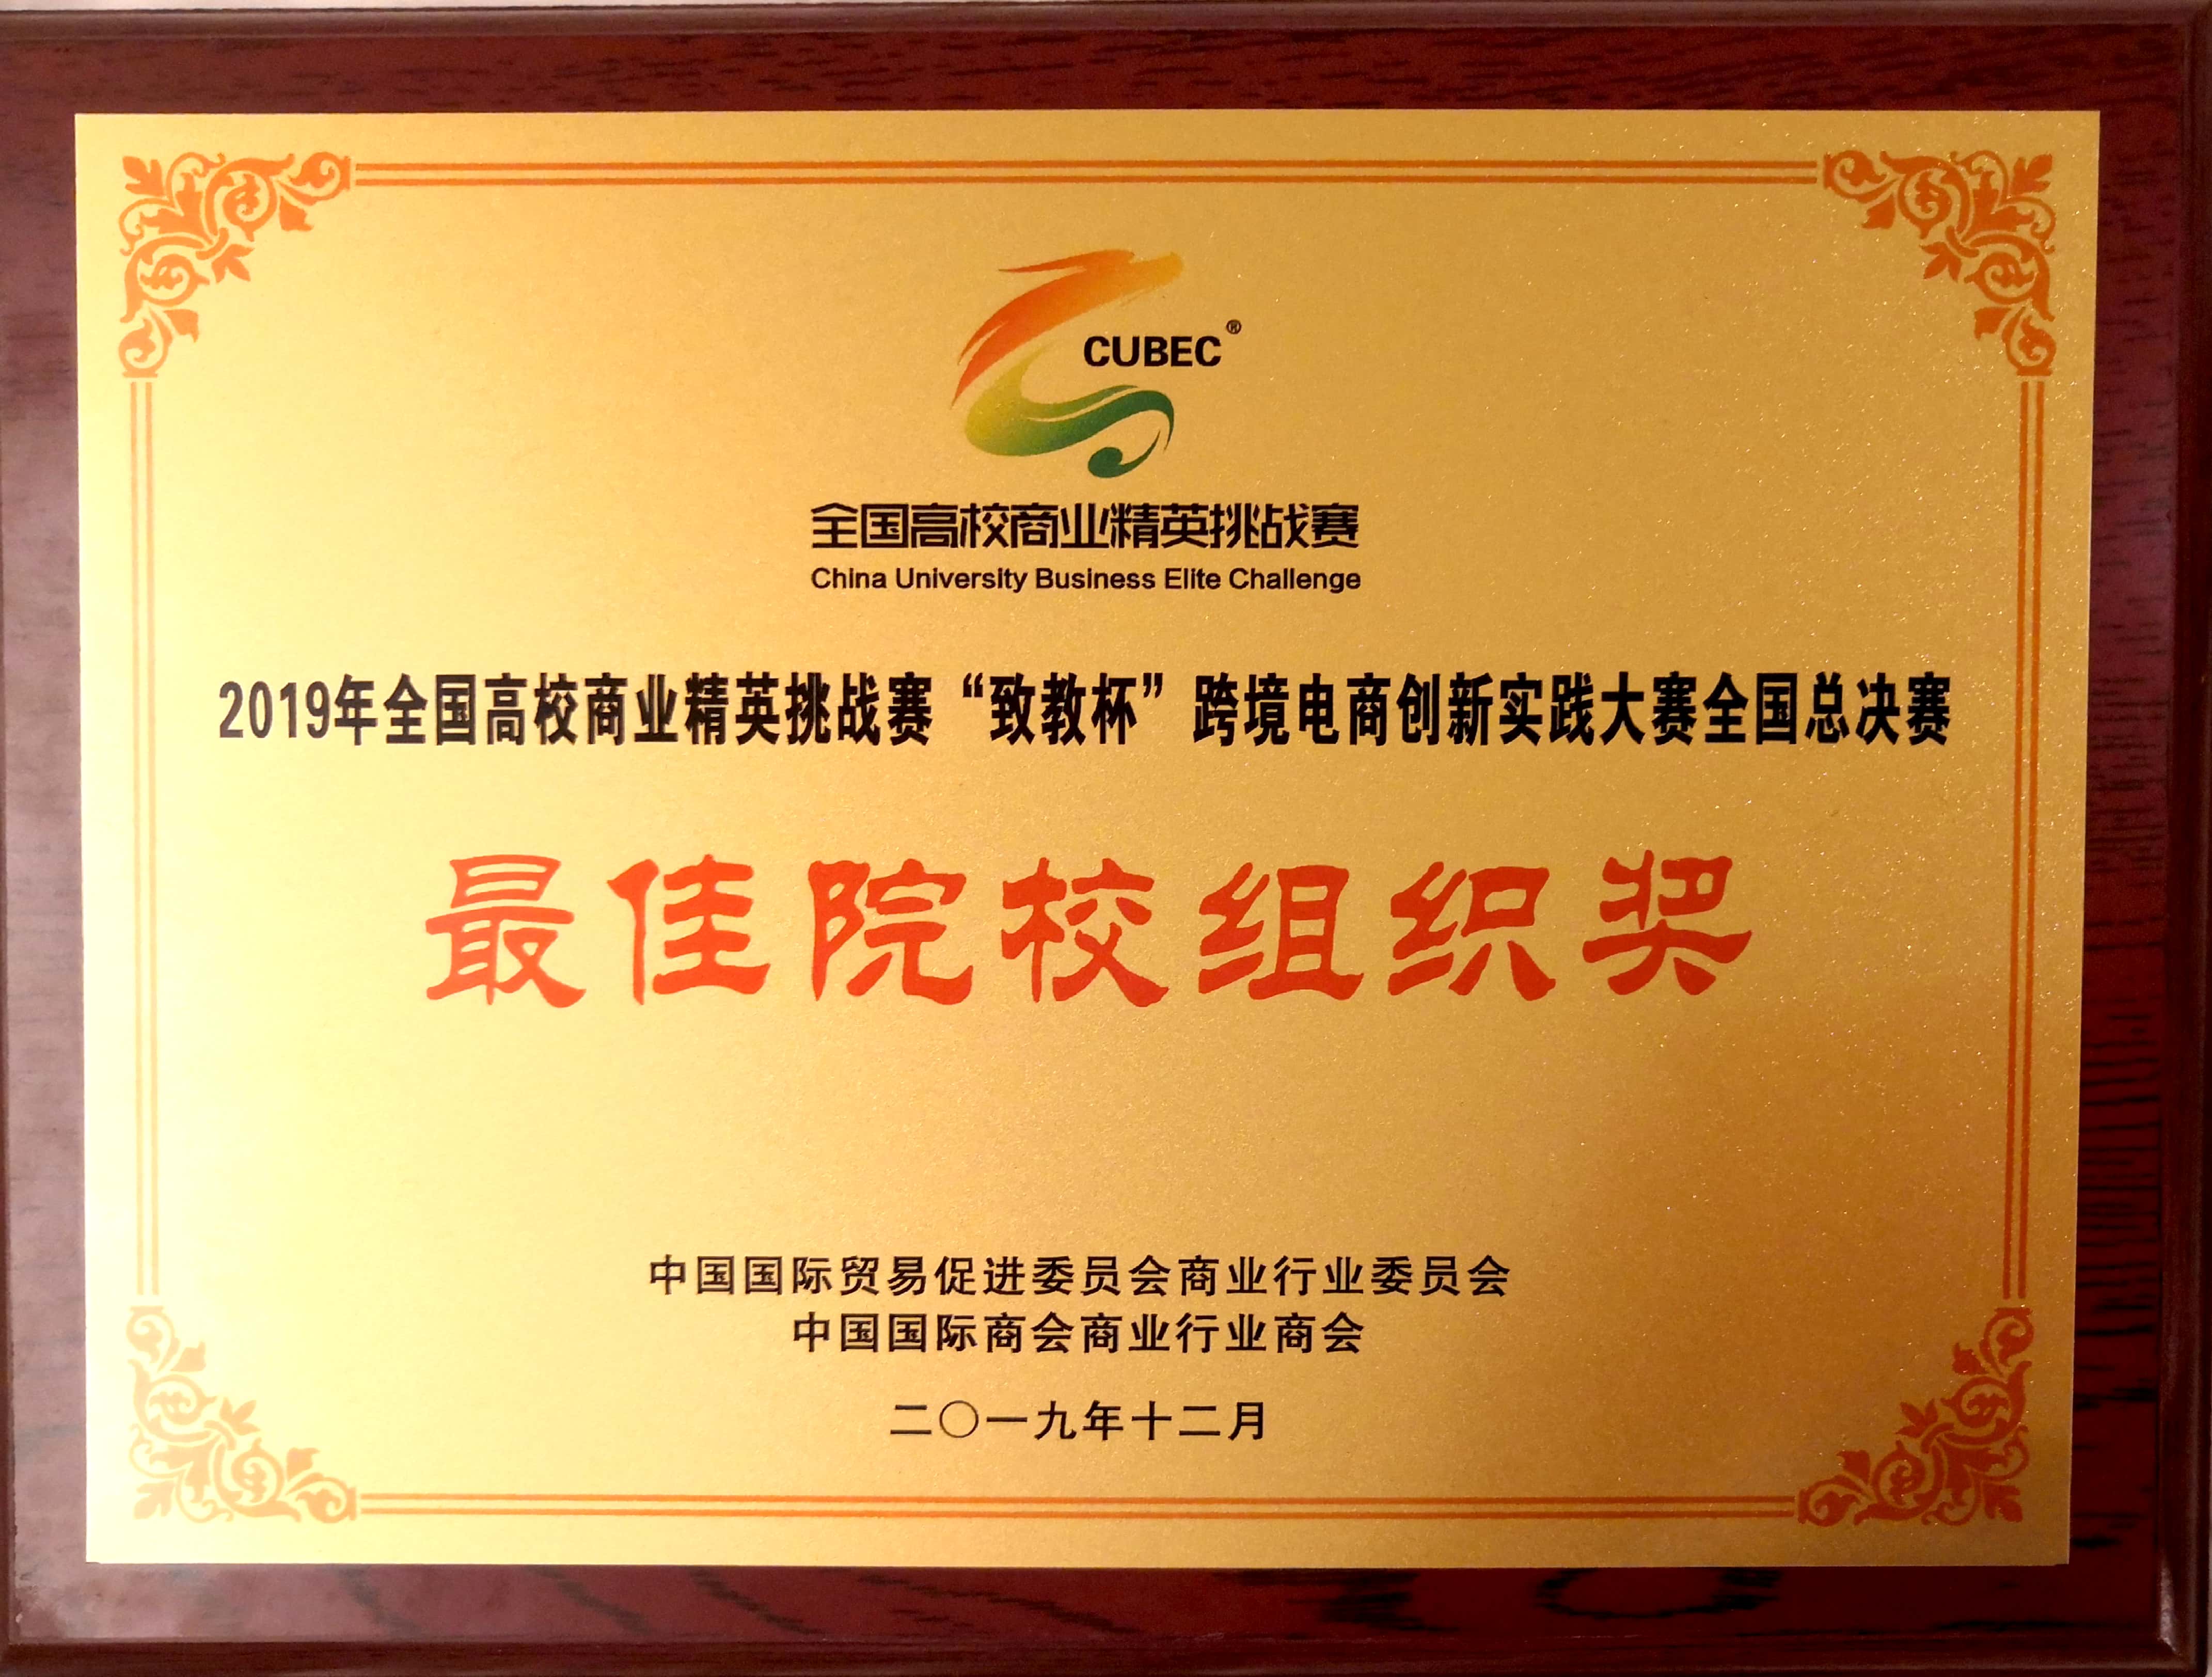 CUBEC®
全国高校商业精英挑战赛
China University Business Elite Challenge
2019年全国高校商业精英挑战赛“致教杯”跨境电商创新实践大赛全国总决赛
最佳院校组织奖
中国国际贸易促进委员会商业行业委员会
中国国际商会商业行业商会
二〇一九年十二月